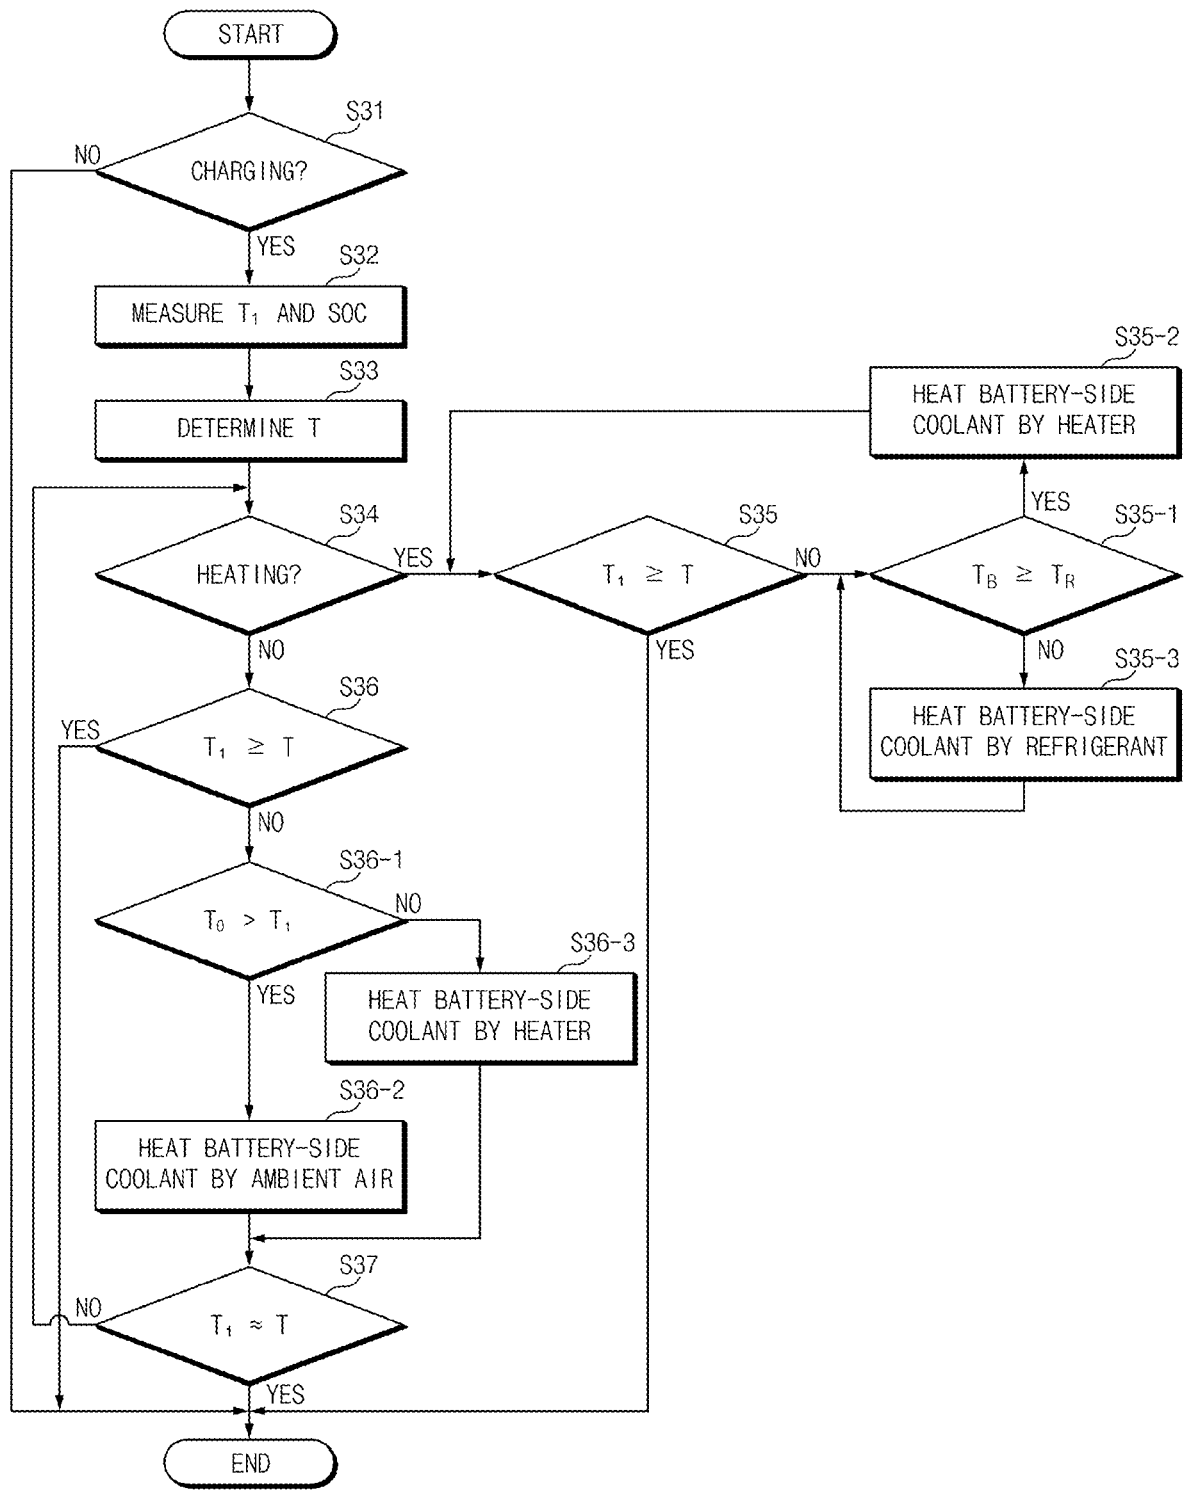 START
S31
NO
CHARGING?
YES
S32
MEASURE T₁ AND SOC
S33
DETERMINE T
S35-2
HEAT BATTERY-SIDE
COOLANT BY HEATER
YES
S34
HEATING?
YES
S35
T₁ ≥ T
NO
S35-1
T_B ≥ T_R
NO
YES
NO
S35-3
HEAT BATTERY-SIDE
COOLANT BY REFRIGERANT
S36
YES
T₁ ≥ T
NO
S36-1
T₀ > T₁
NO
YES
S36-3
HEAT BATTERY-SIDE
COOLANT BY HEATER
S36-2
HEAT BATTERY-SIDE
COOLANT BY AMBIENT AIR
S37
NO
T₁ ≈ T
YES
END